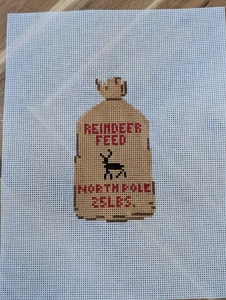 REINDEER
FEED
NORTH POLE
25LBS.